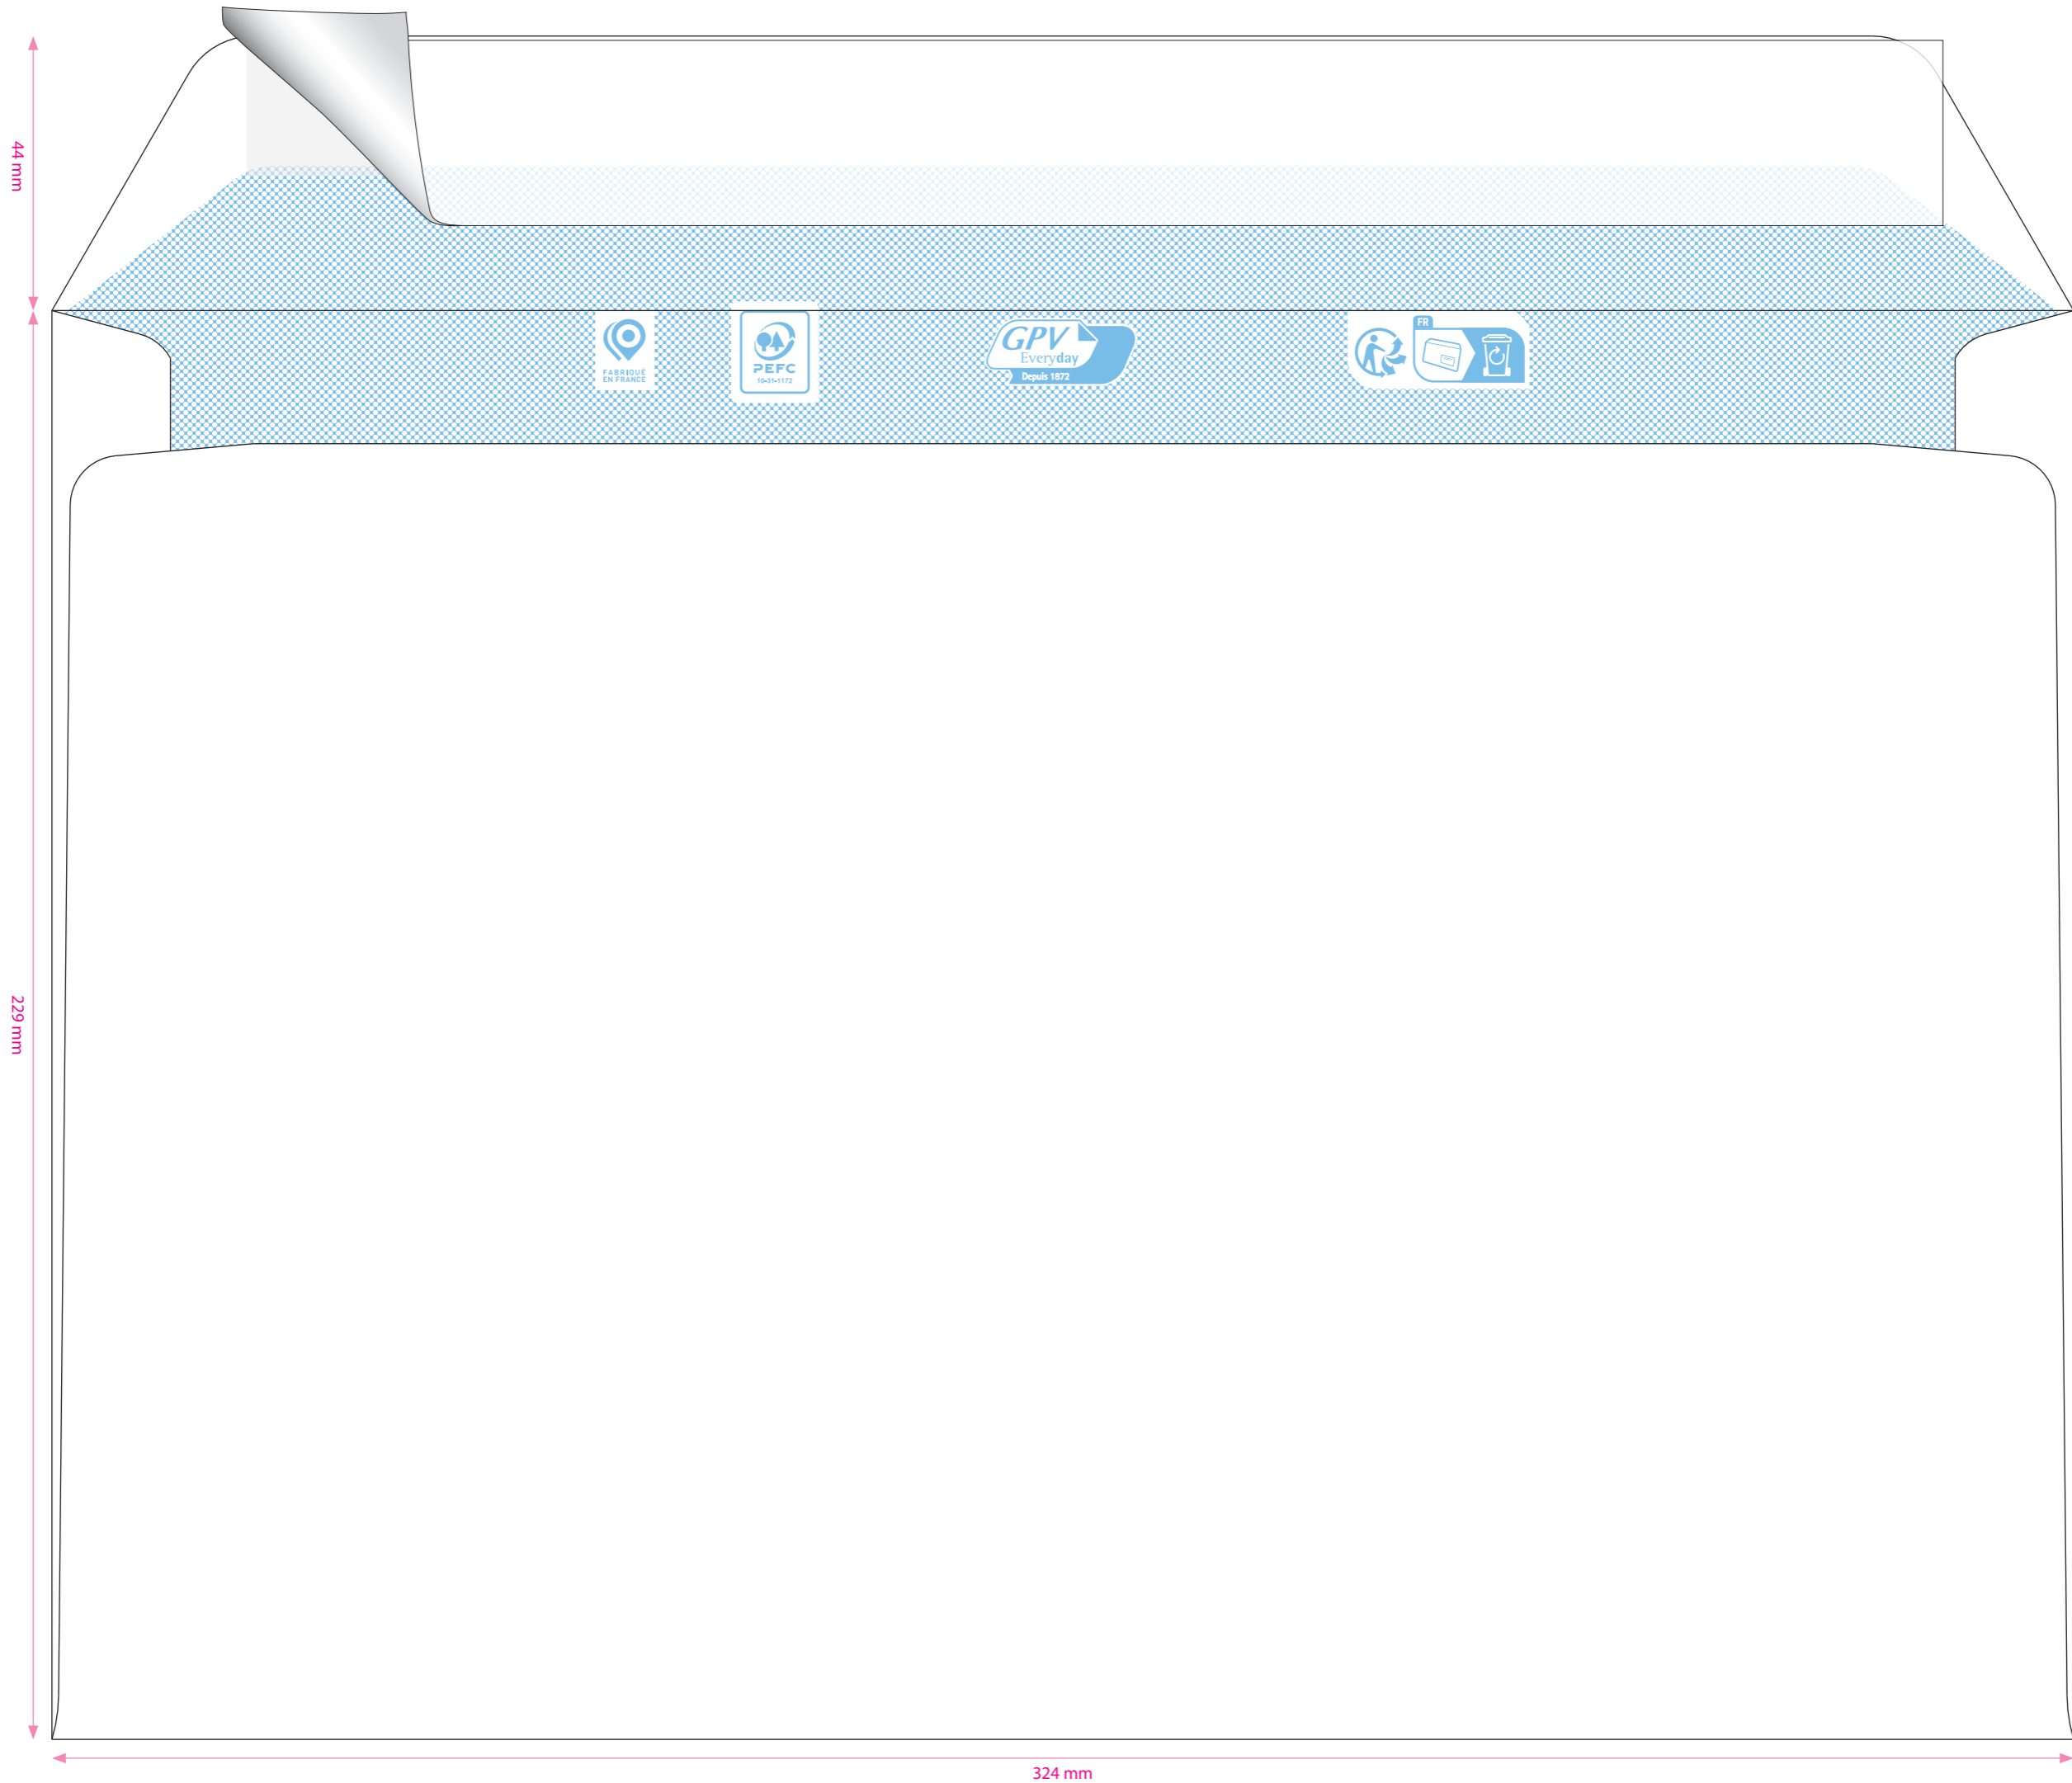 44 mm
FABRIQUÉ
EN FRANCE
PEFC
10-31-1172
GPV
Everyday
Depuis 1872
FR
229 mm
324 mm